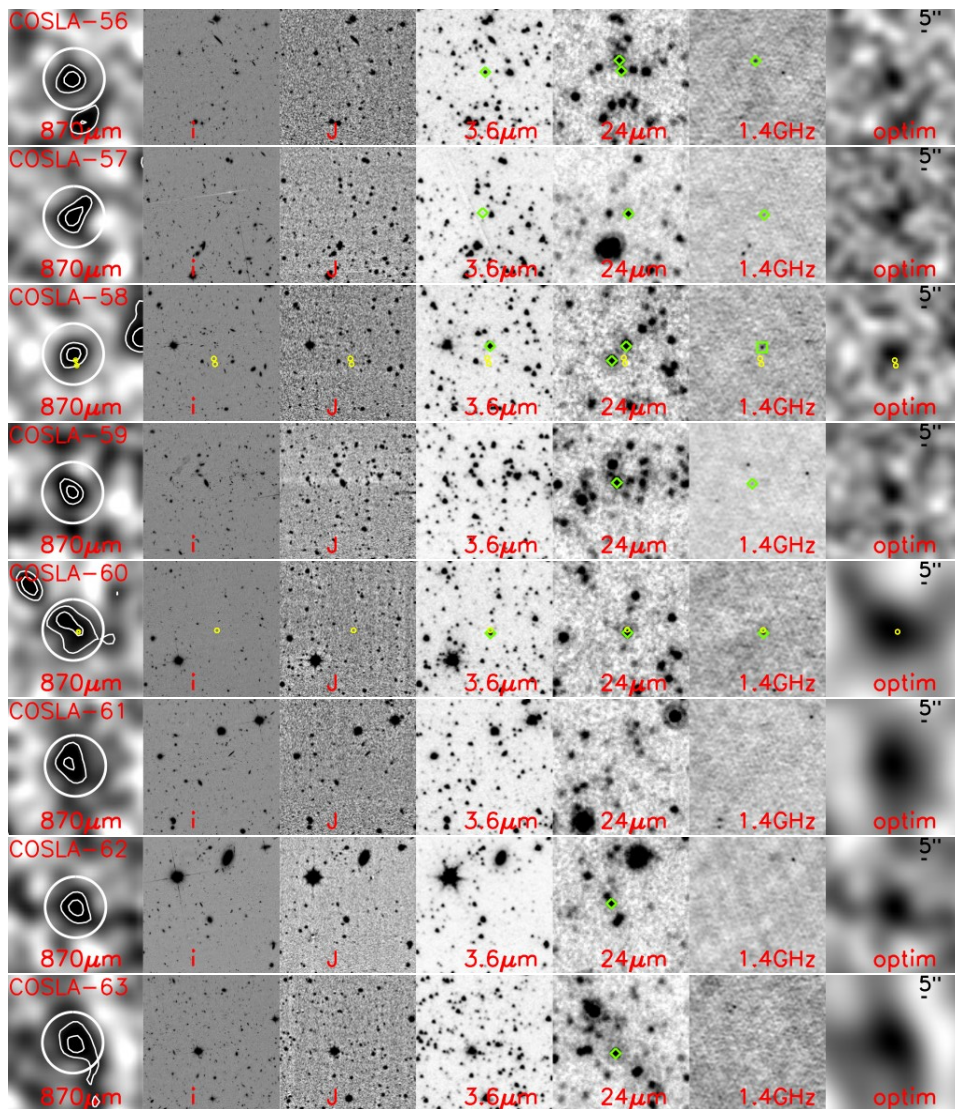 COSLA-56 5"
870μm i J 3.6μm 24μm 1.4GHz optim
COSLA-57 5"
870μm i J 3.6μm 24μm 1.4GHz optim
COSLA-58 5"
870μm i J 3.6μm 24μm 1.4GHz optim
COSLA-59 5"
870μm i J 3.6μm 24μm 1.4GHz optim
COSLA-60 5"
870μm i J 3.6μm 24μm 1.4GHz optim
COSLA-61 5"
870μm i J 3.6μm 24μm 1.4GHz optim
COSLA-62 5"
870μm i J 3.6μm 24μm 1.4GHz optim
COSLA-63 5"
870μm i J 3.6μm 24μm 1.4GHz optim